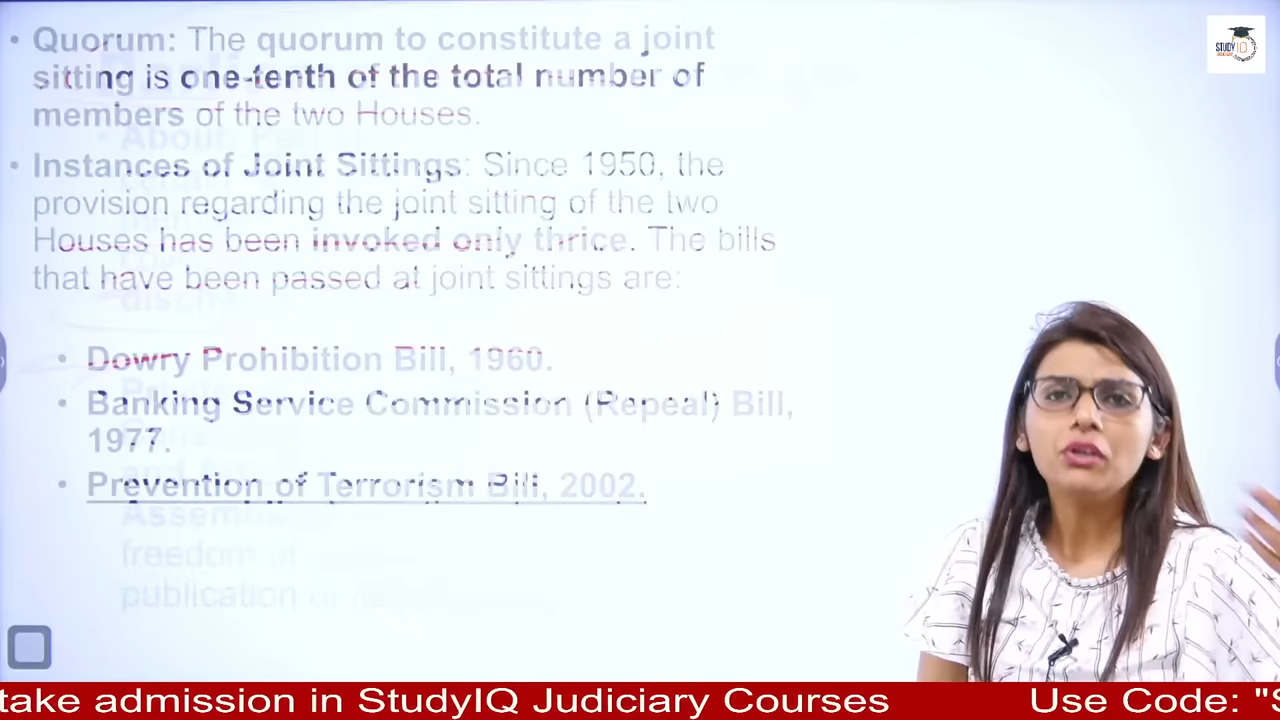 • Quorum: The quorum to constitute a joint
sitting is one-tenth of the total number of
members of the two Houses.
• Instances of Joint Sittings: Since 1950, the
provision regarding the joint sitting of the two
Houses has been invoked only thrice. The bills
that have been passed at joint sittings are:
• Dowry Prohibition Bill, 1960.
• Banking Service Commission (Repeal) Bill,
1977.
• Prevention of Terrorism Bill, 2002.
freedom of
publication
STUDY IQ
take admission in StudyIQ Judiciary Courses Use Code: "S